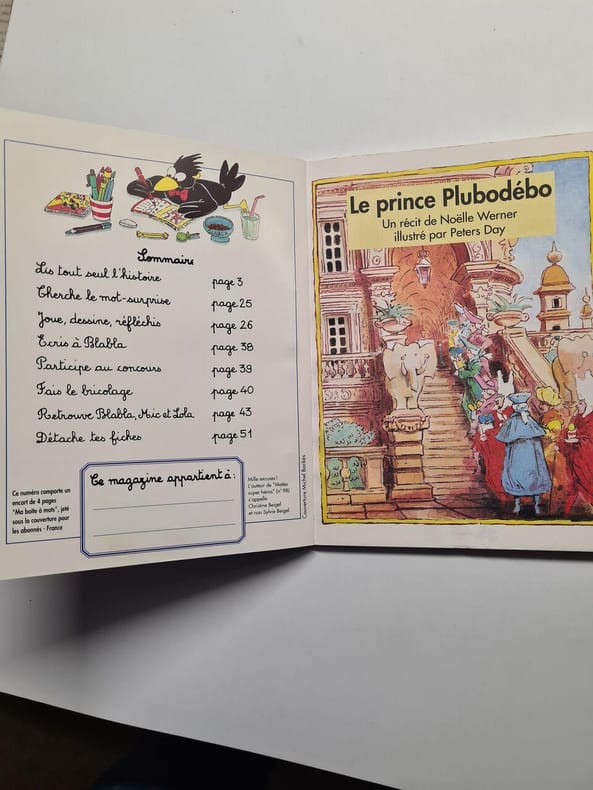 Sommaire
Lis tout seul l'histoire page 3
Cherche le mot-surprise page 25
Joue, dessine, réfléchis page 26
Ecris à Blabla page 38
Participe au concours page 39
Fais le bricolage page 40
Retrouve Blabla, Mic et Lola page 43
Détache tes fiches page 51
Ce numéro comporte un
encart de 4 pages
"Ma boîte à mots", jeté
sous la couverture pour
les abonnés - France
Ce magazine appartient à :
Mille excuses !
L'auteur de "Matéo
super héros" (n° 98)
s'appelle
Christine Bergel
et non Sylvie Bergel.
Couverture Michel Backès
Le prince Plubodébo
Un récit de Noëlle Werner
illustré par Peters Day